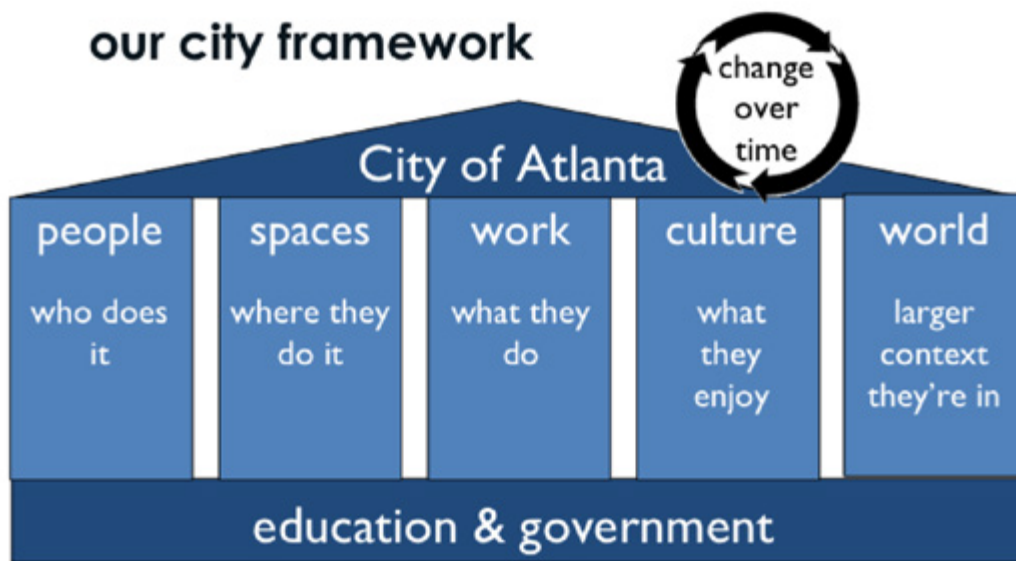 our city framework
change
over
time
City of Atlanta
people
who does
it
spaces
where they
do it
work
what they
do
culture
what
they
enjoy
world
larger
context
they're in
education & government